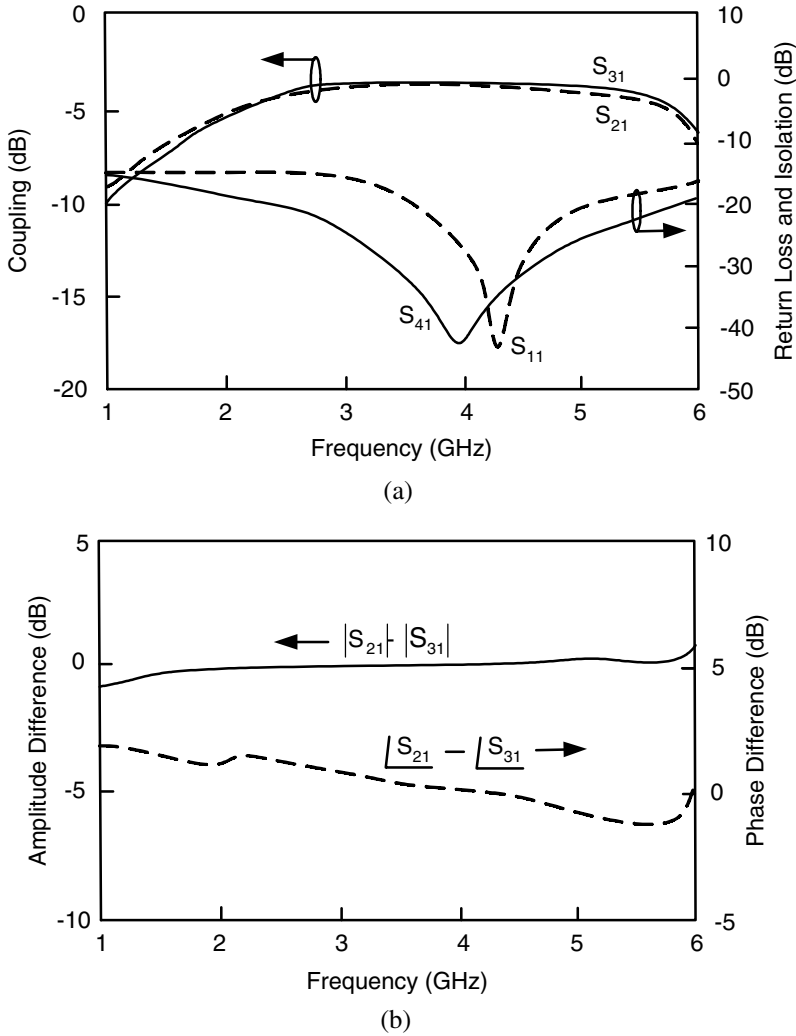 0
-5
-10
-15
-20
Coupling (dB)
10
0
-10
-20
-30
-40
-50
Return Loss and Isolation (dB)
S31
S21
S41
S11
1 2 3 4 5 6
Frequency (GHz)
(a)
5
0
-5
-10
Amplitude Difference (dB)
10
5
0
-5
Phase Difference (dB)
|S21|- |S31|
∠S21 – ∠S31
1 2 3 4 5 6
Frequency (GHz)
(b)